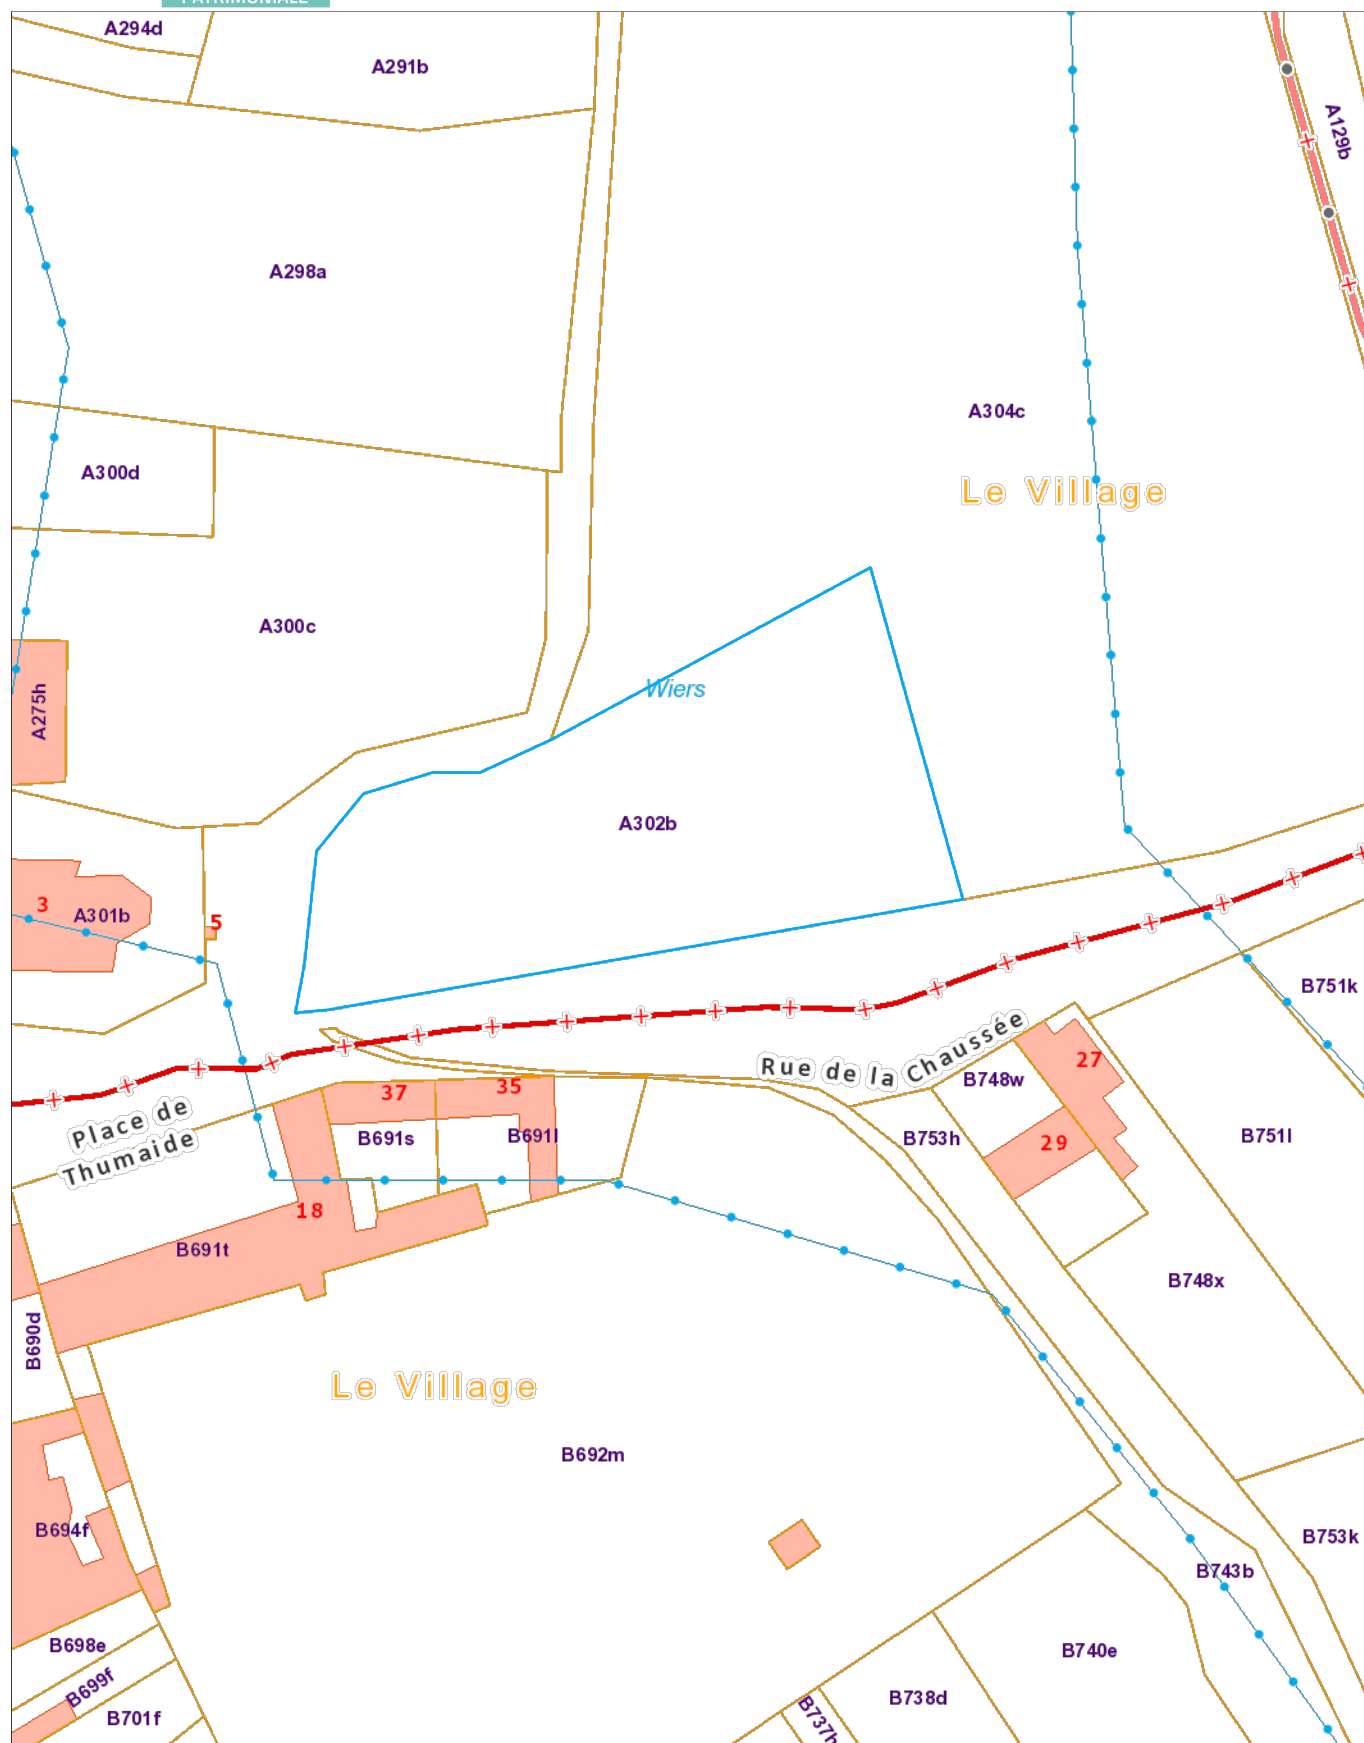 PATRIMONIALE
A294d
A291b
A129b
A298a
A304c
A300d
Le Village
A300c
Wiers
A275h
A302b
3
A301b
5
B751k
Rue de la Chaussée
27
B748w
37
35
Place de
Thumaide
B691s
B691l
B753h
29
B751l
18
B691t
B748x
B690d
Le Village
B692m
B694f
B753k
B743b
B698e
B740e
B699f
B738d
B701f
B737h